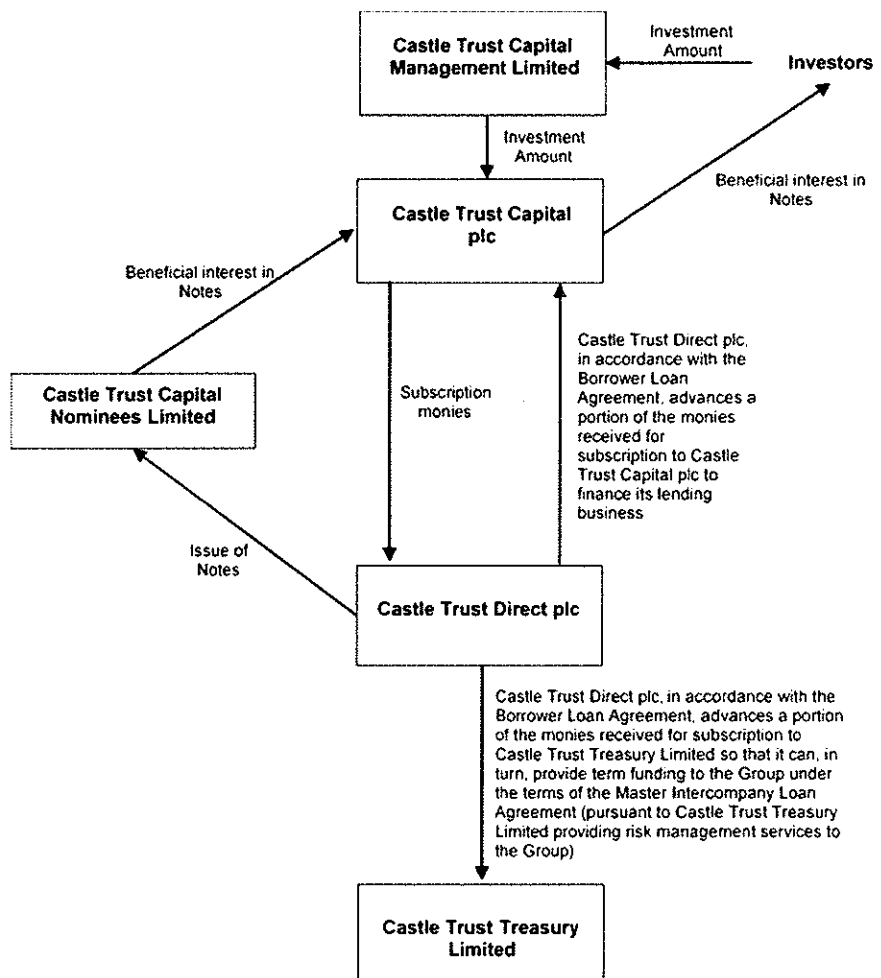 Castle Trust Capital
Management Limited
Investment
Amount
Investors
Investment
Amount
Castle Trust Capital
plc
Beneficial interest in
Notes
Beneficial interest in
Notes
Castle Trust Capital
Nominees Limited
Subscription
monies
Castle Trust Direct plc,
in accordance with the
Borrower Loan
Agreement, advances a
portion of the monies
received for
subscription to Castle
Trust Capital plc to
finance its lending
business
Issue of
Notes
Castle Trust Direct plc
Castle Trust Direct plc, in accordance with the
Borrower Loan Agreement, advances a portion
of the monies received for subscription to
Castle Trust Treasury Limited so that it can, in
turn, provide term funding to the Group under
the terms of the Master Intercompany Loan
Agreement (pursuant to Castle Trust Treasury
Limited providing risk management services to
the Group)
Castle Trust Treasury
Limited